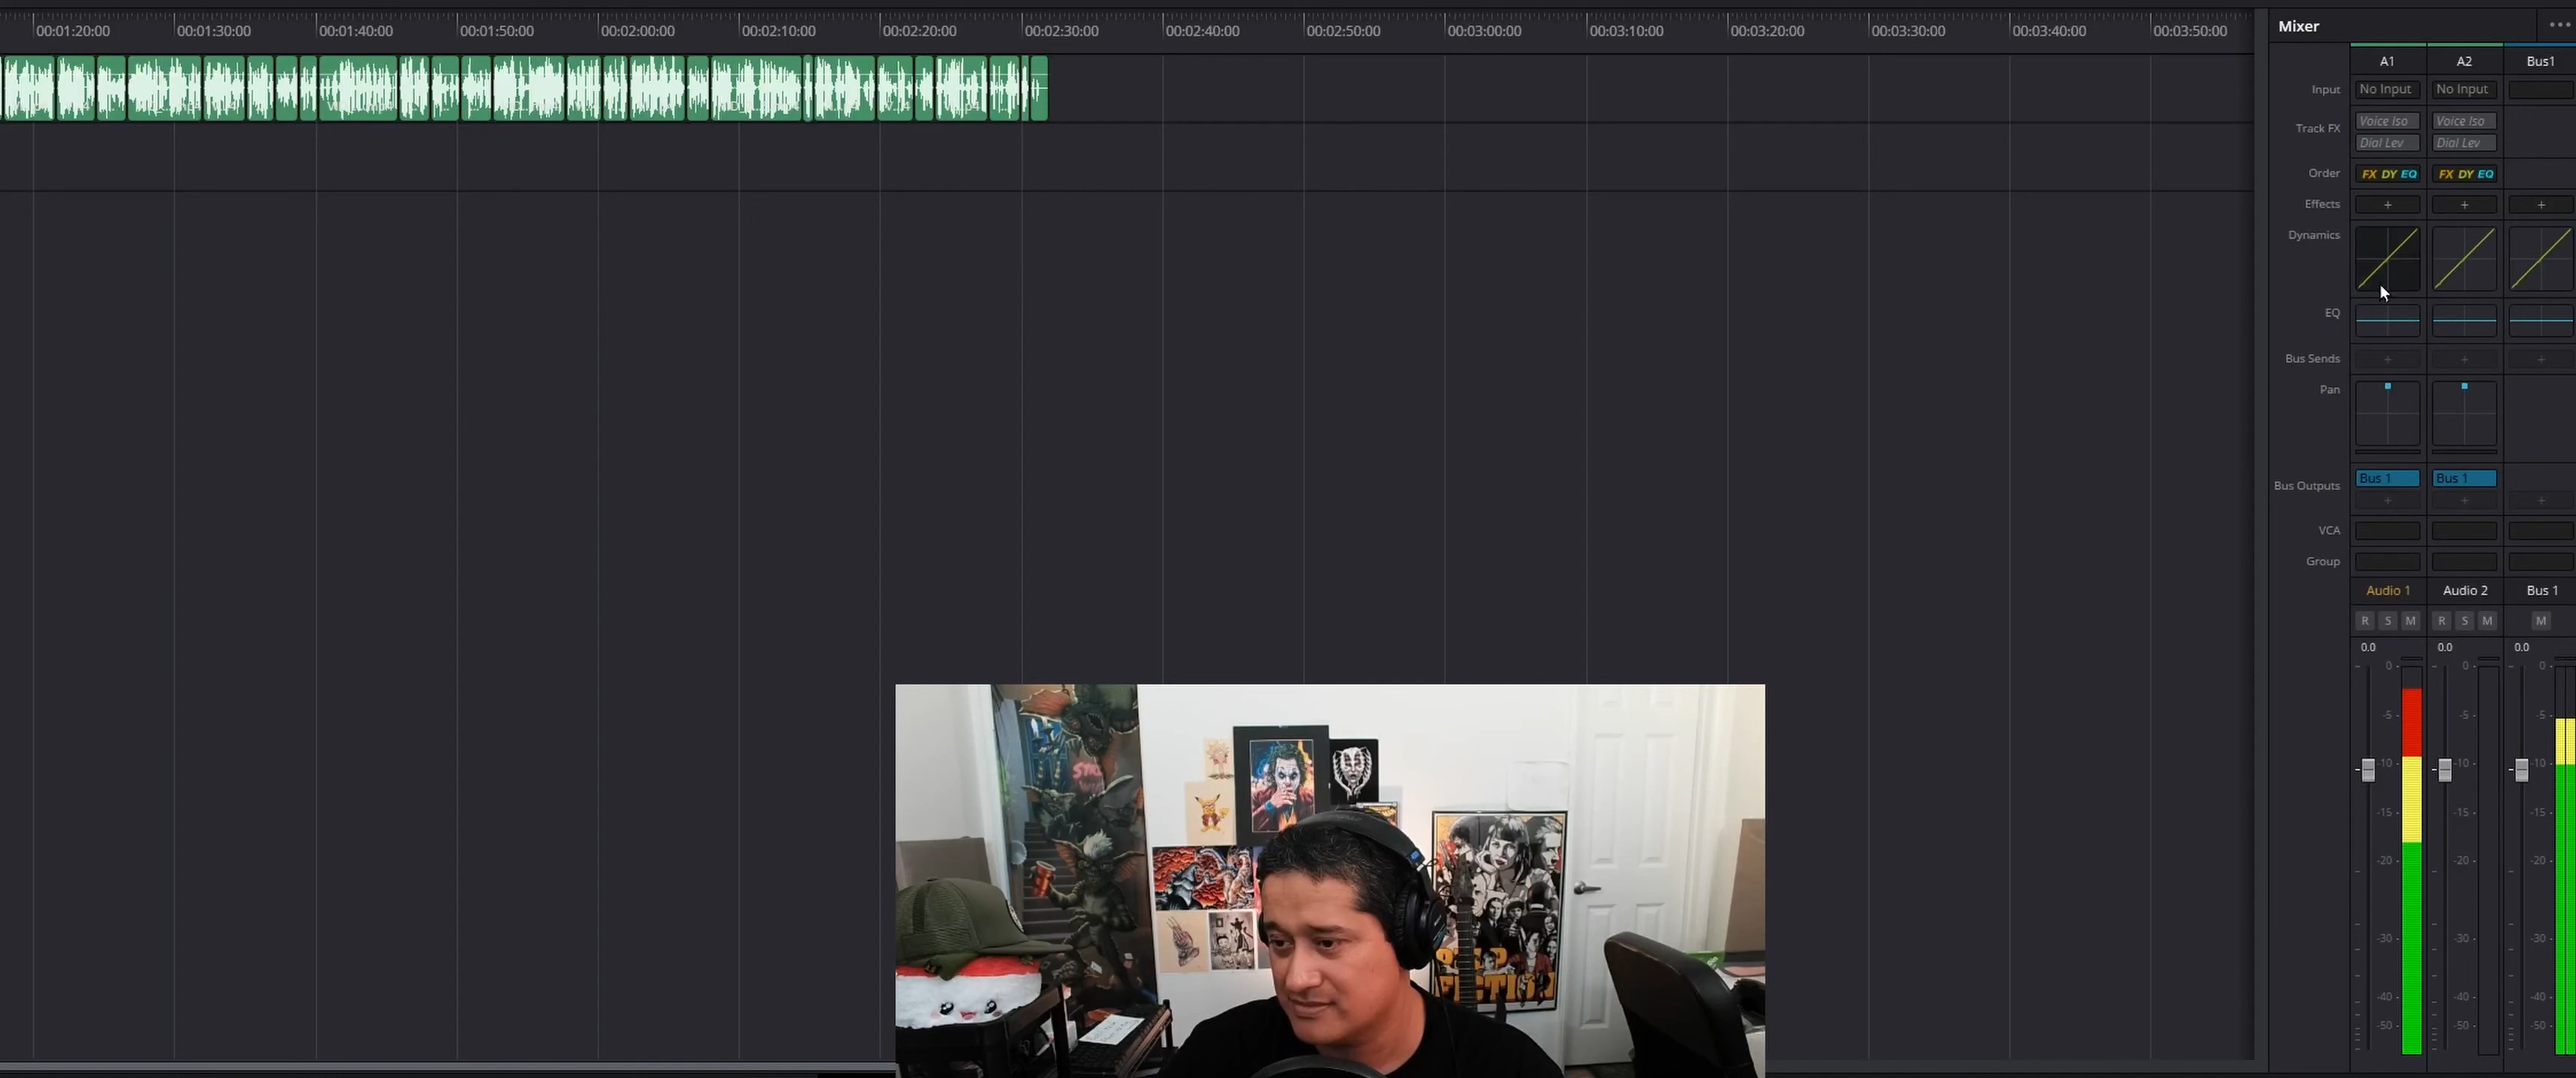 00:01:20:00 00:01:30:00 00:01:40:00 00:01:50:00 00:02:00:00 00:02:10:00 00:02:20:00 00:02:30:00 00:02:40:00 00:02:50:00 00:03:00:00 00:03:10:00 00:03:20:00 00:03:30:00 00:03:40:00 00:03:50:00
Mixer
A1 A2 Bus1
Input No Input No Input
Track FX Voice Iso Voice Iso
Dial Lev Dial Lev
Order FX DY EQ FX DY EQ
Effects + + +
Dynamics
EQ
Bus Sends + + +
Pan
Bus Outputs Bus 1 Bus 1
+ + +
VCA
Group
Audio 1 Audio 2 Bus 1
R S M R S M M
0.0 0.0 0.0
0 0 0
-5 -5 -5
-10 -10 -10
-15 -15 -15
-20 -20 -20
-30 -30 -30
-40 -40 -40
-50 -50 -50
FICTION